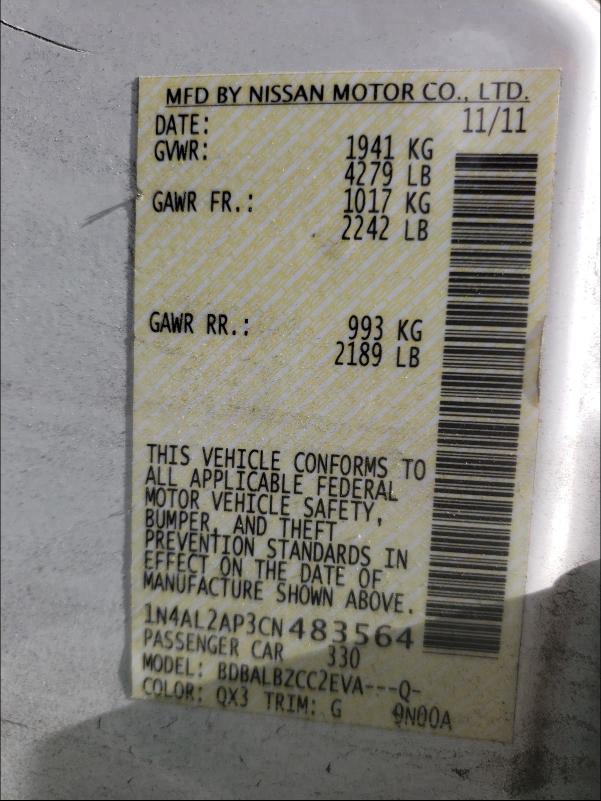 MFD BY NISSAN MOTOR CO., LTD.
DATE: 11/11
GVWR: 1941 KG
4279 LB
GAWR FR.: 1017 KG
2242 LB
GAWR RR.: 993 KG
2189 LB
THIS VEHICLE CONFORMS TO
ALL APPLICABLE FEDERAL
MOTOR VEHICLE SAFETY,
BUMPER, AND THEFT
PREVENTION STANDARDS IN
EFFECT ON THE DATE OF
MANUFACTURE SHOWN ABOVE.
1N4AL2AP3CN483564
PASSENGER CAR 330
MODEL: BDBALBZCC2EVA---Q-
COLOR: QX3 TRIM: G 9N00A